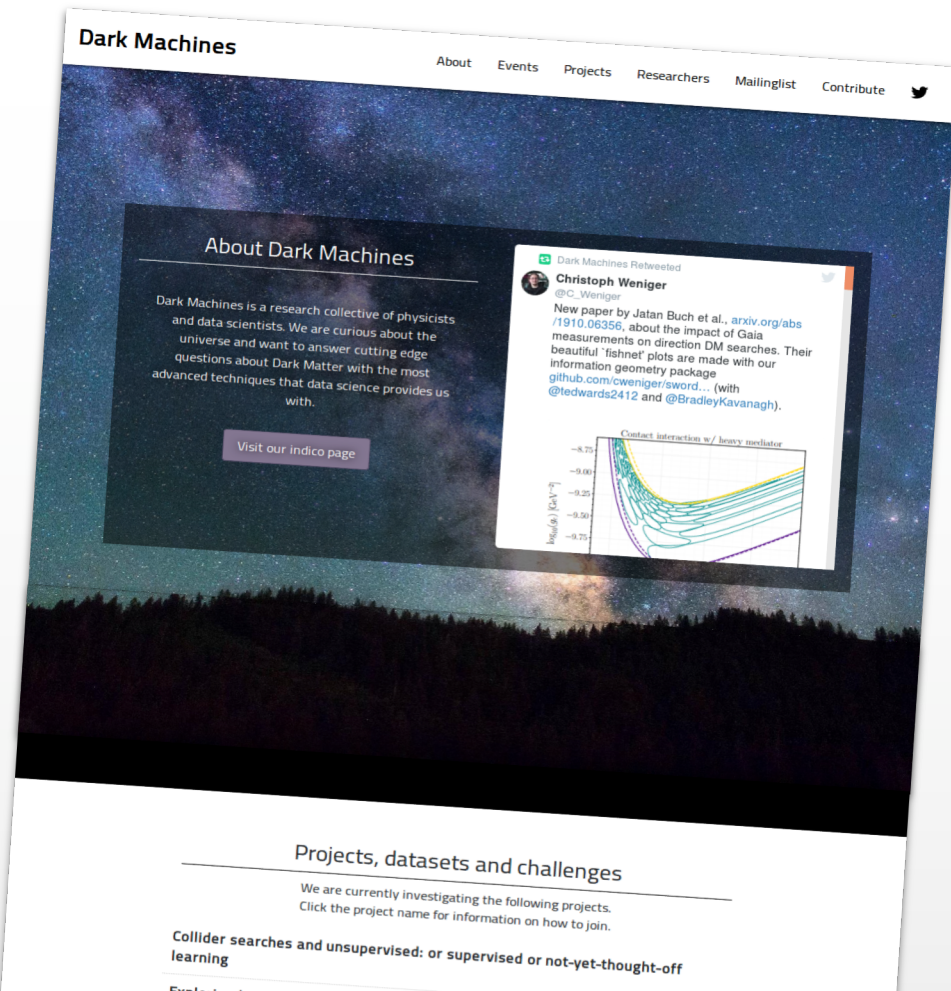 Dark Machines
About Events Projects Researchers Mailinglist Contribute
About Dark Machines
Dark Machines is a research collective of physicists
and data scientists. We are curious about the
universe and want to answer cutting edge
questions about Dark Matter with the most
advanced techniques that data science provides us
with.
Visit our indico page
Dark Machines Retweeted
Christoph Weniger
@C_Weniger
New paper by Jatan Buch et al., arxiv.org/abs
/1910.06356, about the impact of Gaia
measurements on direction DM searches. Their
beautiful `fishnet' plots are made with our
information geometry package
github.com/cweniger/sword… (with
@tedwards2412 and @BradleyKavanagh).
Contact interaction w/ heavy mediator
−8.75
−9.00
−9.25
−9.50
−9.75
Projects, datasets and challenges
We are currently investigating the following projects.
Click the project name for information on how to join.
Collider searches and unsupervised: or supervised or not-yet-thought-off
learning